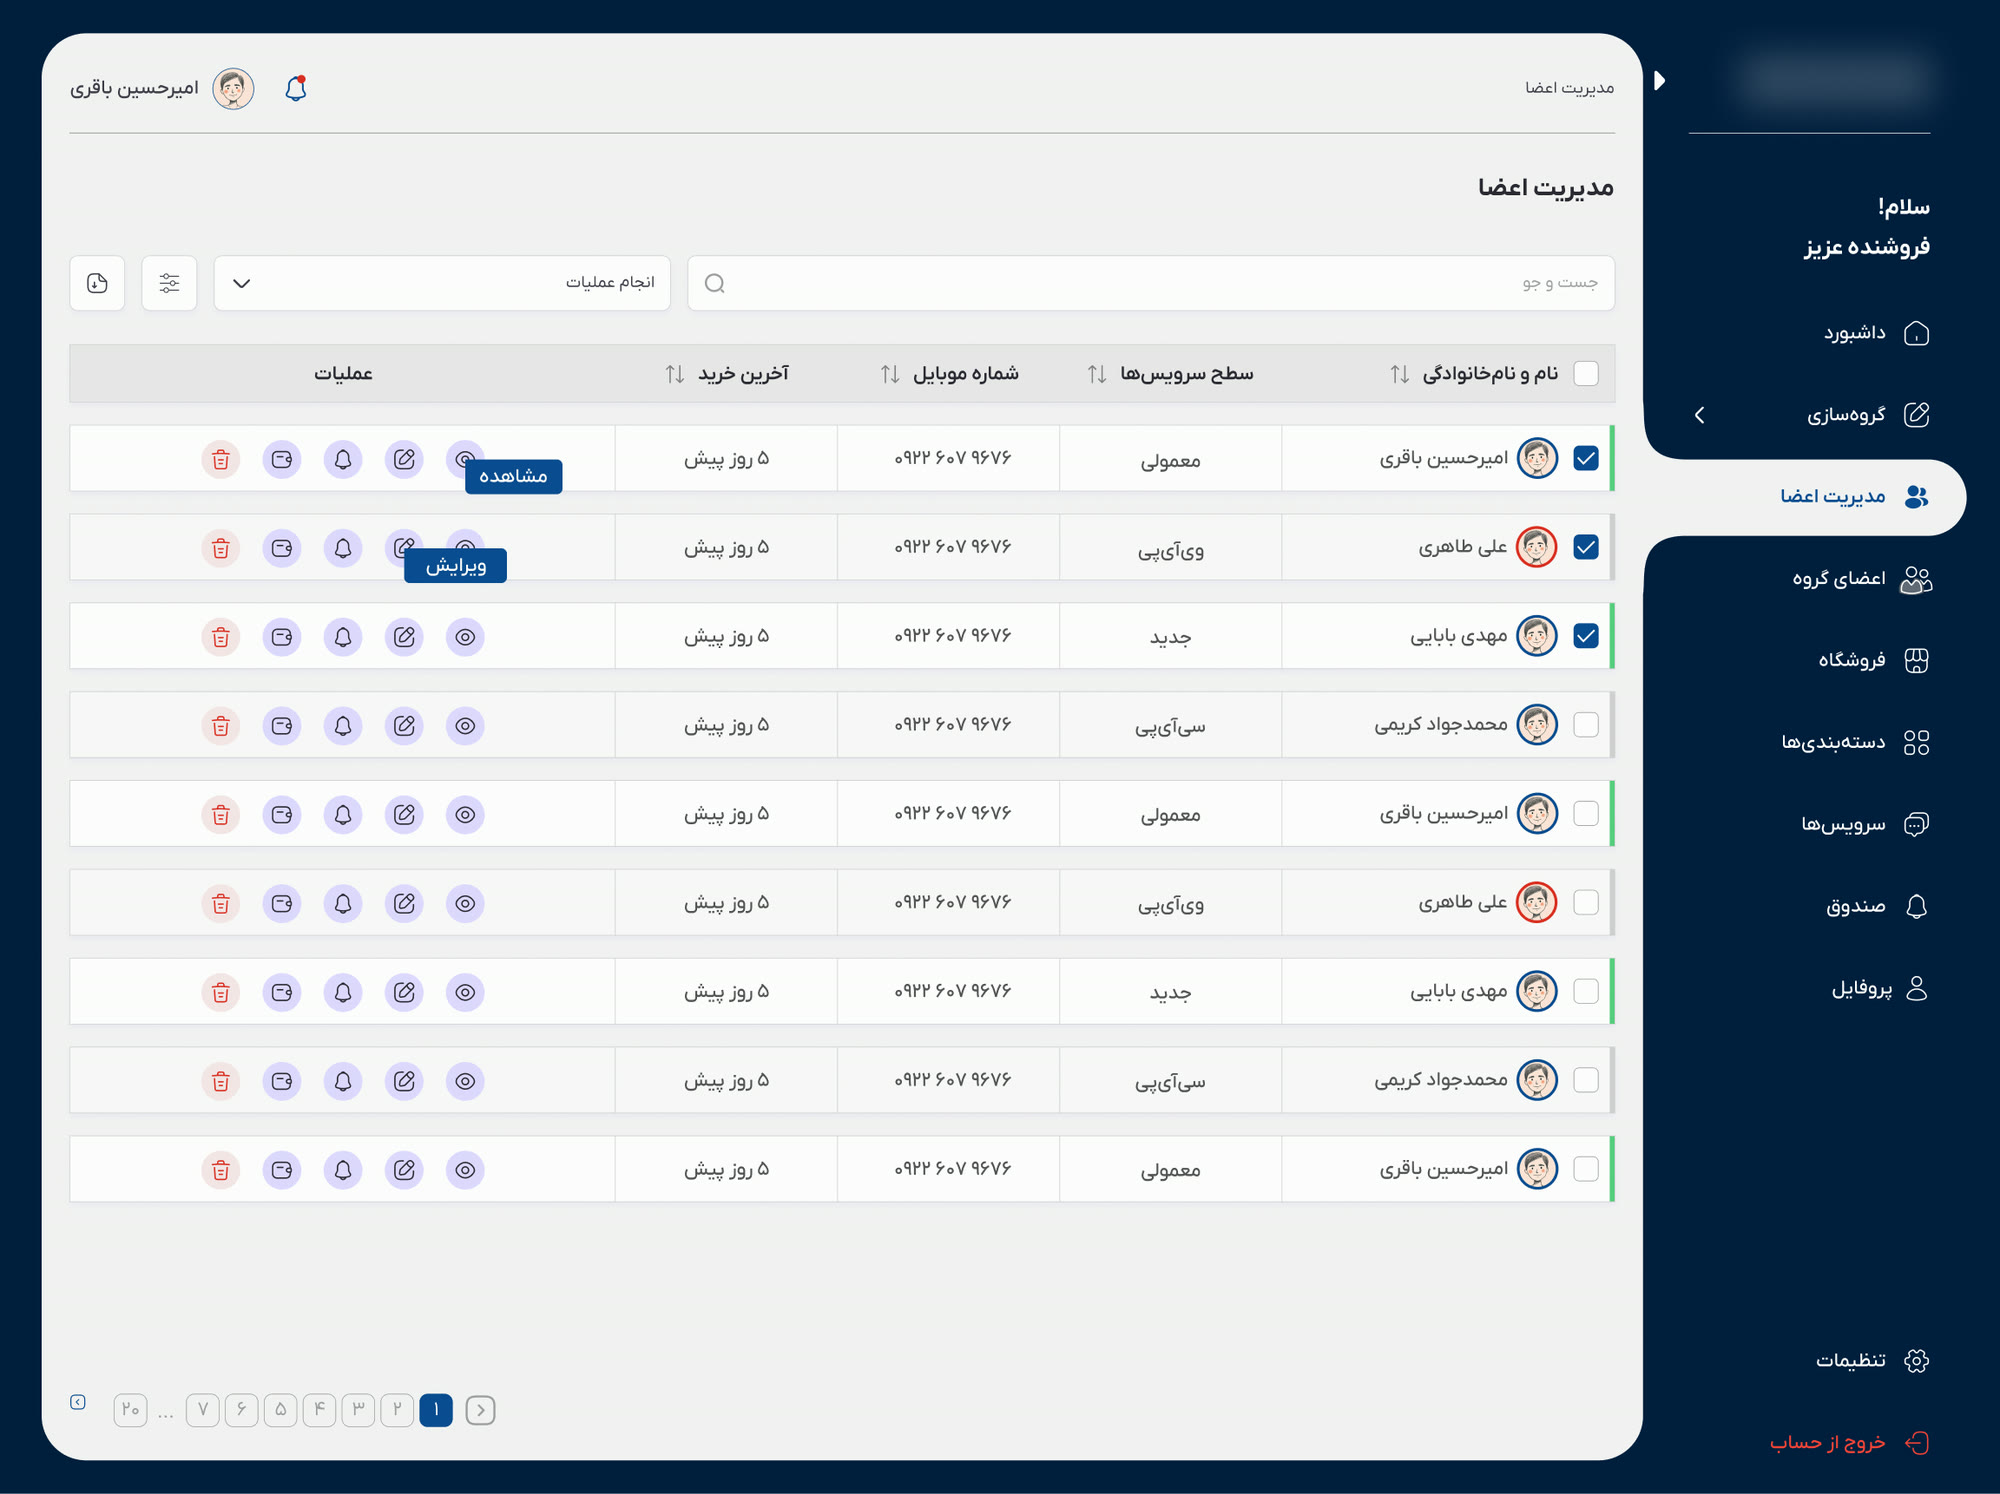 سلام!
فروشنده عزیز
داشبورد
گروه‌سازی
مدیریت اعضا
اعضای گروه
فروشگاه
دسته‌بندی‌ها
سرویس‌ها
صندوق
پروفایل
تنظیمات
خروج از حساب
مدیریت اعضا
امیرحسین باقری
مدیریت اعضا
جست و جو
انجام عملیات
نام و نام‌خانوادگی سطح سرویس‌ها شماره موبایل آخرین خرید عملیات
امیرحسین باقری معمولی ۰۹۲۲ ۶۰۷ ۹۶۷۶ ۵ روز پیش
مشاهده
علی طاهری وی‌آی‌پی ۰۹۲۲ ۶۰۷ ۹۶۷۶ ۵ روز پیش
ویرایش
مهدی بابایی جدید ۰۹۲۲ ۶۰۷ ۹۶۷۶ ۵ روز پیش
محمدجواد کریمی سی‌آی‌پی ۰۹۲۲ ۶۰۷ ۹۶۷۶ ۵ روز پیش
امیرحسین باقری معمولی ۰۹۲۲ ۶۰۷ ۹۶۷۶ ۵ روز پیش
علی طاهری وی‌آی‌پی ۰۹۲۲ ۶۰۷ ۹۶۷۶ ۵ روز پیش
مهدی بابایی جدید ۰۹۲۲ ۶۰۷ ۹۶۷۶ ۵ روز پیش
محمدجواد کریمی سی‌آی‌پی ۰۹۲۲ ۶۰۷ ۹۶۷۶ ۵ روز پیش
امیرحسین باقری معمولی ۰۹۲۲ ۶۰۷ ۹۶۷۶ ۵ روز پیش
۱ ۲ ۳ ۴ ۵ ۶ ۷ ... ۲۰